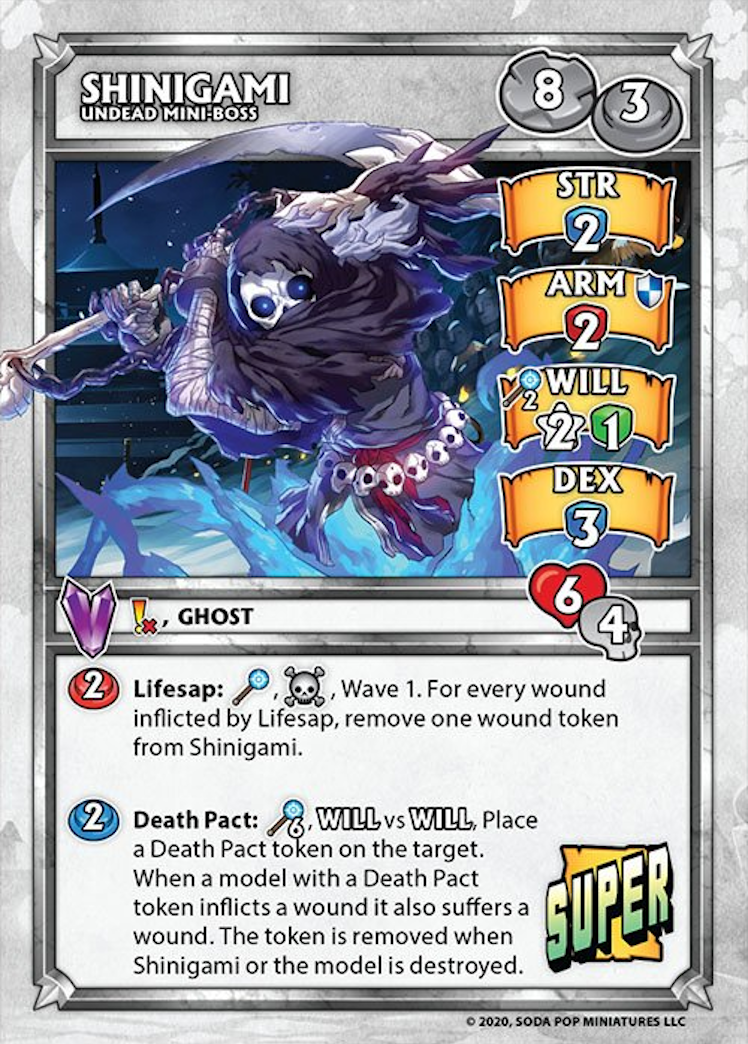 SHINIGAMI
UNDEAD MINI-BOSS
8
3
STR
2
ARM
2
WILL
2
2 1
DEX
3
6
4
!, GHOST
2 Lifesap: , , Wave 1. For every wound
inflicted by Lifesap, remove one wound token
from Shinigami.
2 Death Pact: 6, WILL vs WILL, Place
a Death Pact token on the target.
When a model with a Death Pact
token inflicts a wound it also suffers a
wound. The token is removed when
Shinigami or the model is destroyed.
SUPER
© 2020, SODA POP MINIATURES LLC